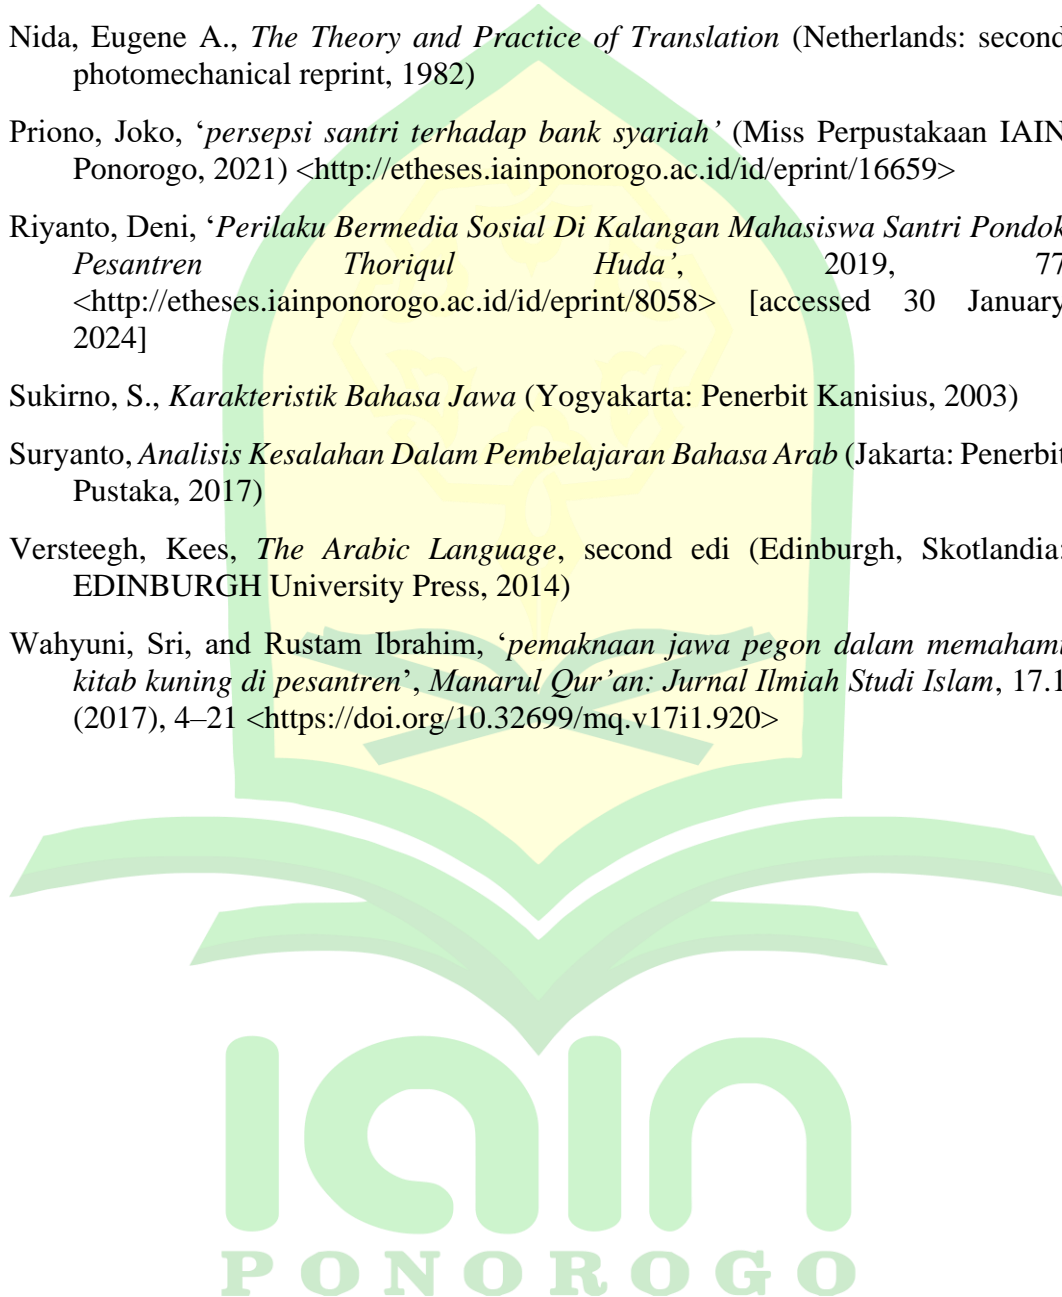 Nida, Eugene A., The Theory and Practice of Translation (Netherlands: second
photomechanical reprint, 1982)
Priono, Joko, ‘persepsi santri terhadap bank syariah’ (Miss Perpustakaan IAIN
Ponorogo, 2021) <http://etheses.iainponorogo.ac.id/id/eprint/16659>
Riyanto, Deni, ‘Perilaku Bermedia Sosial Di Kalangan Mahasiswa Santri Pondok
Pesantren Thoriqul Huda’, 2019, 77
<http://etheses.iainponorogo.ac.id/id/eprint/8058> [accessed 30 January
2024]
Sukirno, S., Karakteristik Bahasa Jawa (Yogyakarta: Penerbit Kanisius, 2003)
Suryanto, Analisis Kesalahan Dalam Pembelajaran Bahasa Arab (Jakarta: Penerbit
Pustaka, 2017)
Versteegh, Kees, The Arabic Language, second edi (Edinburgh, Skotlandia:
EDINBURGH University Press, 2014)
Wahyuni, Sri, and Rustam Ibrahim, ‘pemaknaan jawa pegon dalam memahami
kitab kuning di pesantren’, Manarul Qur’an: Jurnal Ilmiah Studi Islam, 17.1
(2017), 4–21 <https://doi.org/10.32699/mq.v17i1.920>
iain
PONOROGO